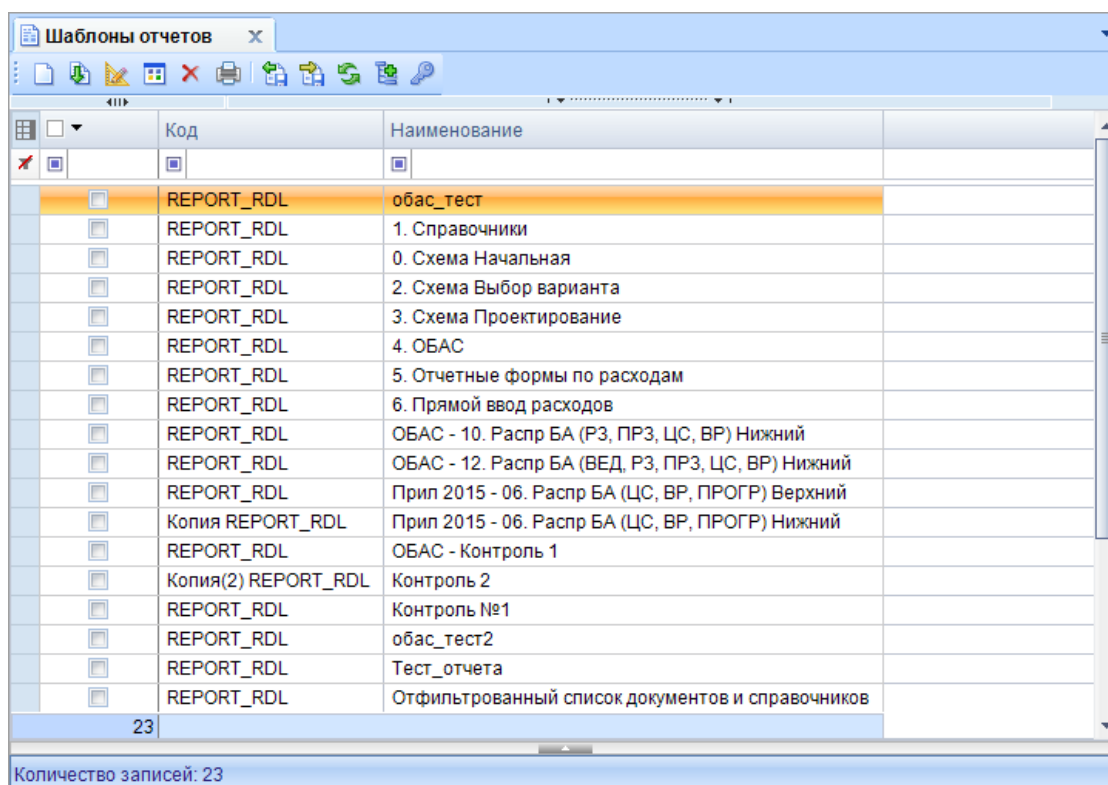 Шаблоны отчетов x
Код Наименование
REPORT_RDL обас_тест
REPORT_RDL 1. Справочники
REPORT_RDL 0. Схема Начальная
REPORT_RDL 2. Схема Выбор варианта
REPORT_RDL 3. Схема Проектирование
REPORT_RDL 4. ОБАС
REPORT_RDL 5. Отчетные формы по расходам
REPORT_RDL 6. Прямой ввод расходов
REPORT_RDL ОБАС - 10. Распр БА (РЗ, ПРЗ, ЦС, ВР) Нижний
REPORT_RDL ОБАС - 12. Распр БА (ВЕД, РЗ, ПРЗ, ЦС, ВР) Нижний
REPORT_RDL Прил 2015 - 06. Распр БА (ЦС, ВР, ПРОГР) Верхний
Копия REPORT_RDL Прил 2015 - 06. Распр БА (ЦС, ВР, ПРОГР) Нижний
REPORT_RDL ОБАС - Контроль 1
Копия(2) REPORT_RDL Контроль 2
REPORT_RDL Контроль №1
REPORT_RDL обас_тест2
REPORT_RDL Тест_отчета
REPORT_RDL Отфильтрованный список документов и справочников
23
Количество записей: 23